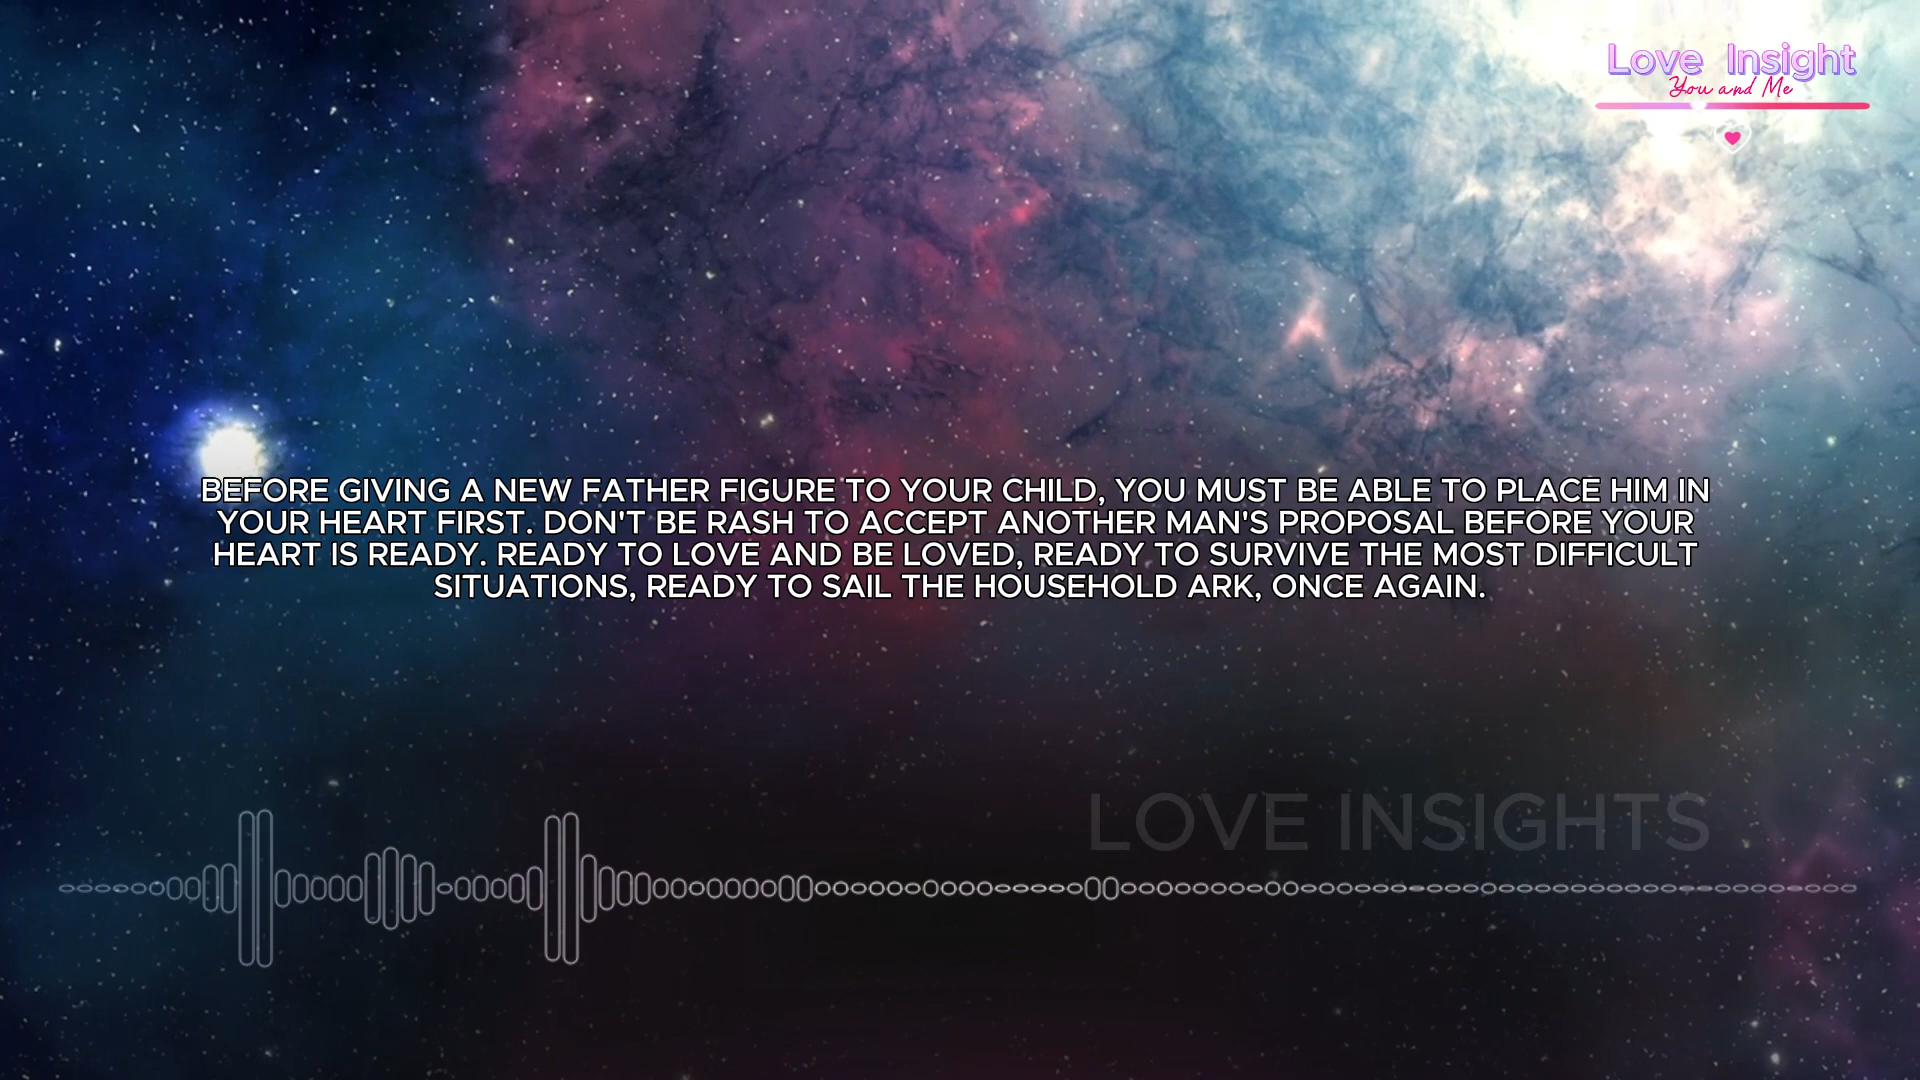 Love Insight
You and Me
BEFORE GIVING A NEW FATHER FIGURE TO YOUR CHILD, YOU MUST BE ABLE TO PLACE HIM IN
YOUR HEART FIRST. DON'T BE RASH TO ACCEPT ANOTHER MAN'S PROPOSAL BEFORE YOUR
HEART IS READY. READY TO LOVE AND BE LOVED, READY TO SURVIVE THE MOST DIFFICULT
SITUATIONS, READY TO SAIL THE HOUSEHOLD ARK, ONCE AGAIN.
LOVE INSIGHTS